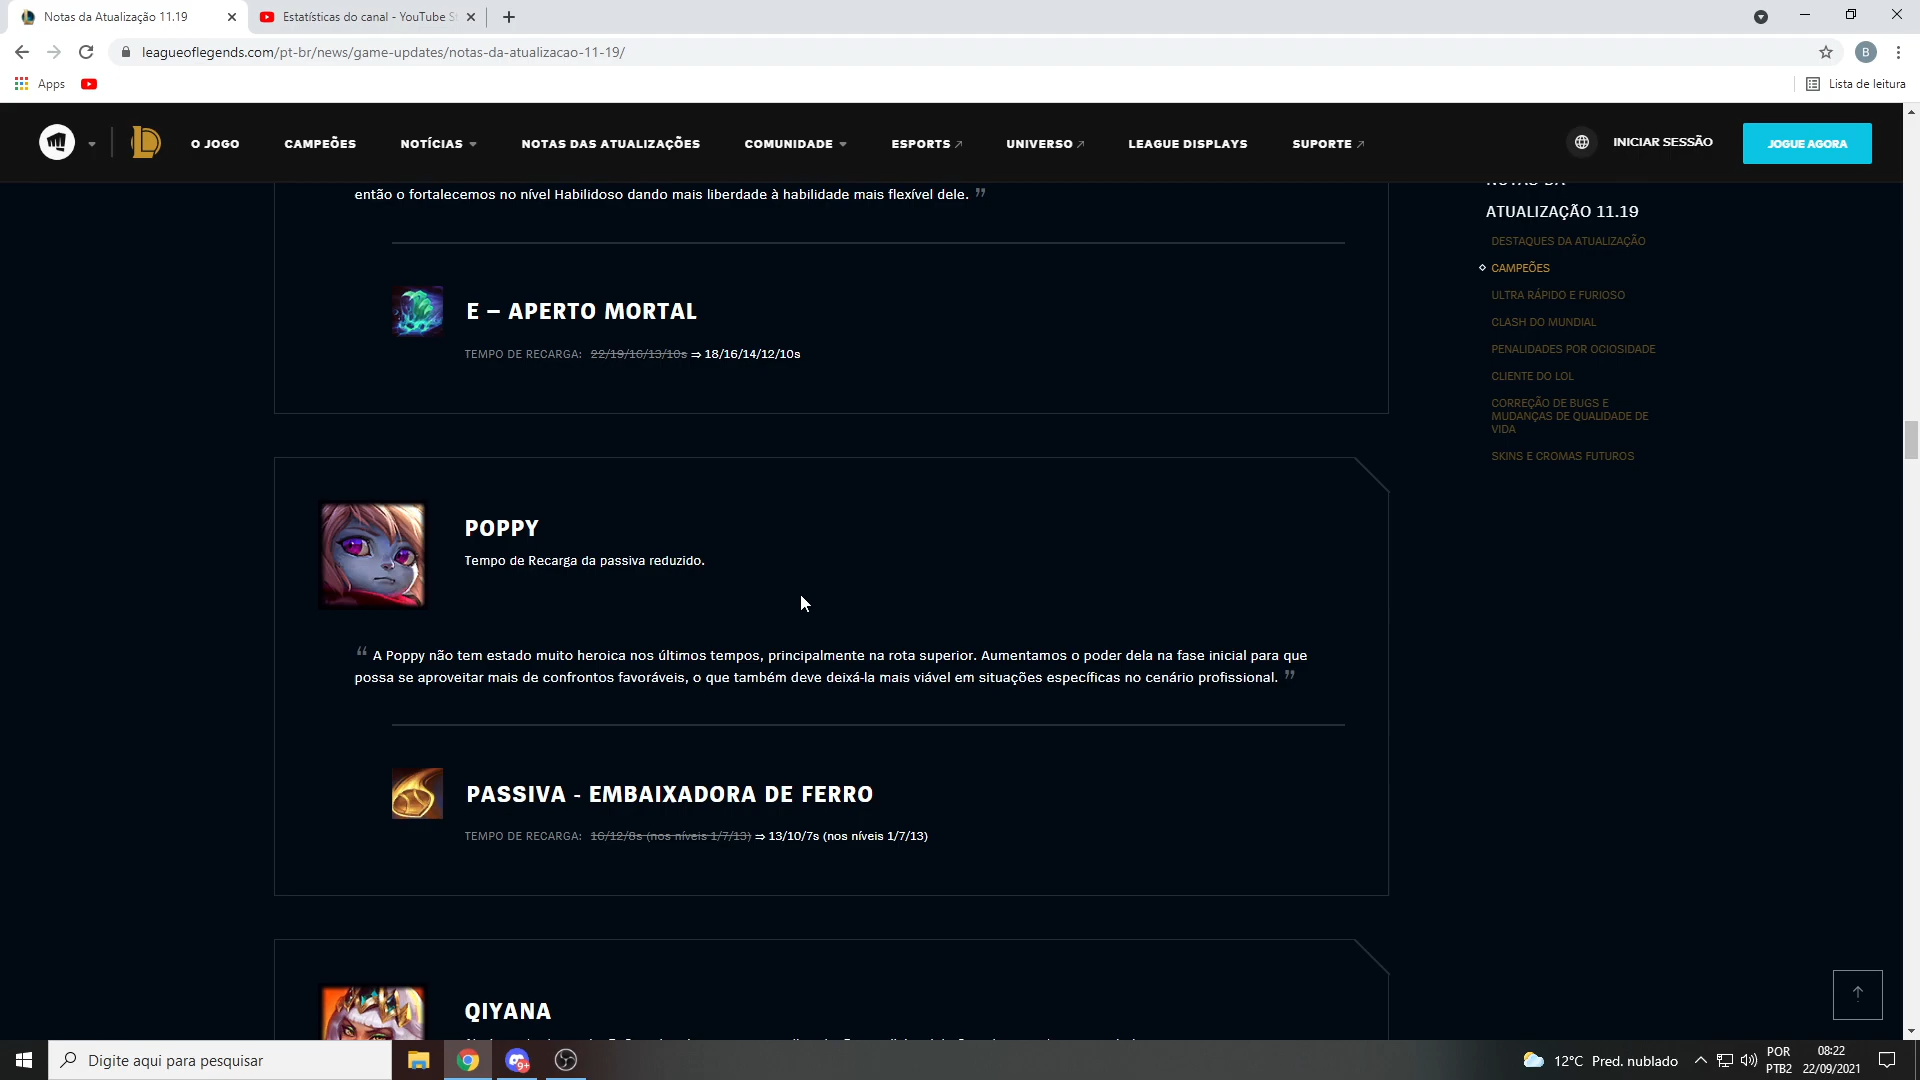 Notas da Atualização 11.19
Estatísticas do canal - YouTube S
leagueoflegends.com/pt-br/news/game-updates/notas-da-atualizacao-11-19/
B
Apps
Lista de leitura
O JOGO
CAMPEÕES
NOTÍCIAS
NOTAS DAS ATUALIZAÇÕES
COMUNIDADE
ESPORTS
UNIVERSO
LEAGUE DISPLAYS
SUPORTE
INICIAR SESSÃO
JOGUE AGORA
então o fortalecemos no nível Habilidoso dando mais liberdade à habilidade mais flexível dele. ”
E – APERTO MORTAL
TEMPO DE RECARGA: 22/19/16/13/10s ⇒ 18/16/14/12/10s
POPPY
Tempo de Recarga da passiva reduzido.
“ A Poppy não tem estado muito heroica nos últimos tempos, principalmente na rota superior. Aumentamos o poder dela na fase inicial para que
possa se aproveitar mais de confrontos favoráveis, o que também deve deixá-la mais viável em situações específicas no cenário profissional. ”
PASSIVA - EMBAIXADORA DE FERRO
TEMPO DE RECARGA: 16/12/8s (nos níveis 1/7/13) ⇒ 13/10/7s (nos níveis 1/7/13)
QIYANA
NOTAS DA
ATUALIZAÇÃO 11.19
DESTAQUES DA ATUALIZAÇÃO
CAMPEÕES
ULTRA RÁPIDO E FURIOSO
CLASH DO MUNDIAL
PENALIDADES POR OCIOSIDADE
CLIENTE DO LOL
CORREÇÃO DE BUGS E
MUDANÇAS DE QUALIDADE DE
VIDA
SKINS E CROMAS FUTUROS
Digite aqui para pesquisar
9+
12°C Pred. nublado
POR
PTB2
08:22
22/09/2021